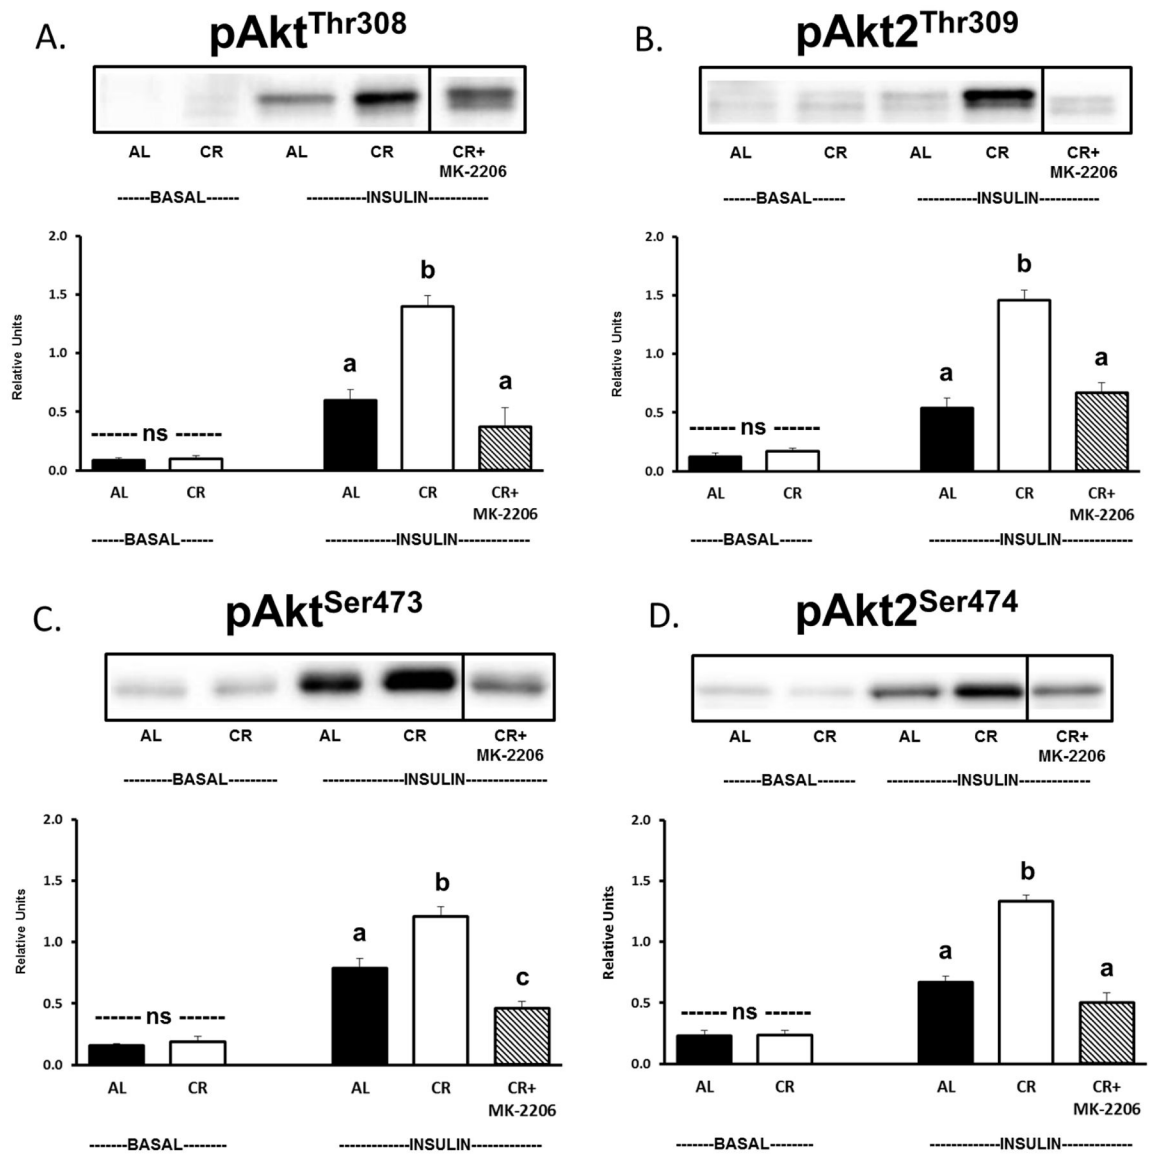 A. pAktThr308
AL CR AL CR CR+
MK-2206
------BASAL------ -----------INSULIN-----------
2.0
1.5
1.0
0.5
0.0
Relative Units
------ ns ------
a b a
AL CR AL CR CR+
MK-2206
------BASAL------ -------------INSULIN-------------
B. pAkt2Thr309
AL CR AL CR CR+
MK-2206
------BASAL------ -----------INSULIN-----------
2.0
1.5
1.0
0.5
0.0
Relative Units
------ ns ------
a b a
AL CR AL CR CR+
MK-2206
------BASAL------ -------------INSULIN-------------
C. pAktSer473
AL CR AL CR CR+
MK-2206
---------BASAL--------- ---------------INSULIN---------------
2.0
1.5
1.0
0.5
0.0
Relative Units
------ ns ------
a b c
AL CR AL CR CR+
MK-2206
-------BASAL------- -------------INSULIN-------------
D. pAkt2Ser474
AL CR AL CR CR+
MK-2206
-------BASAL------- -------------INSULIN-------------
2.0
1.5
1.0
0.5
0.0
Relative Units
------ ns ------
a b a
AL CR AL CR CR+
MK-2206
-------BASAL------- -------------INSULIN-------------